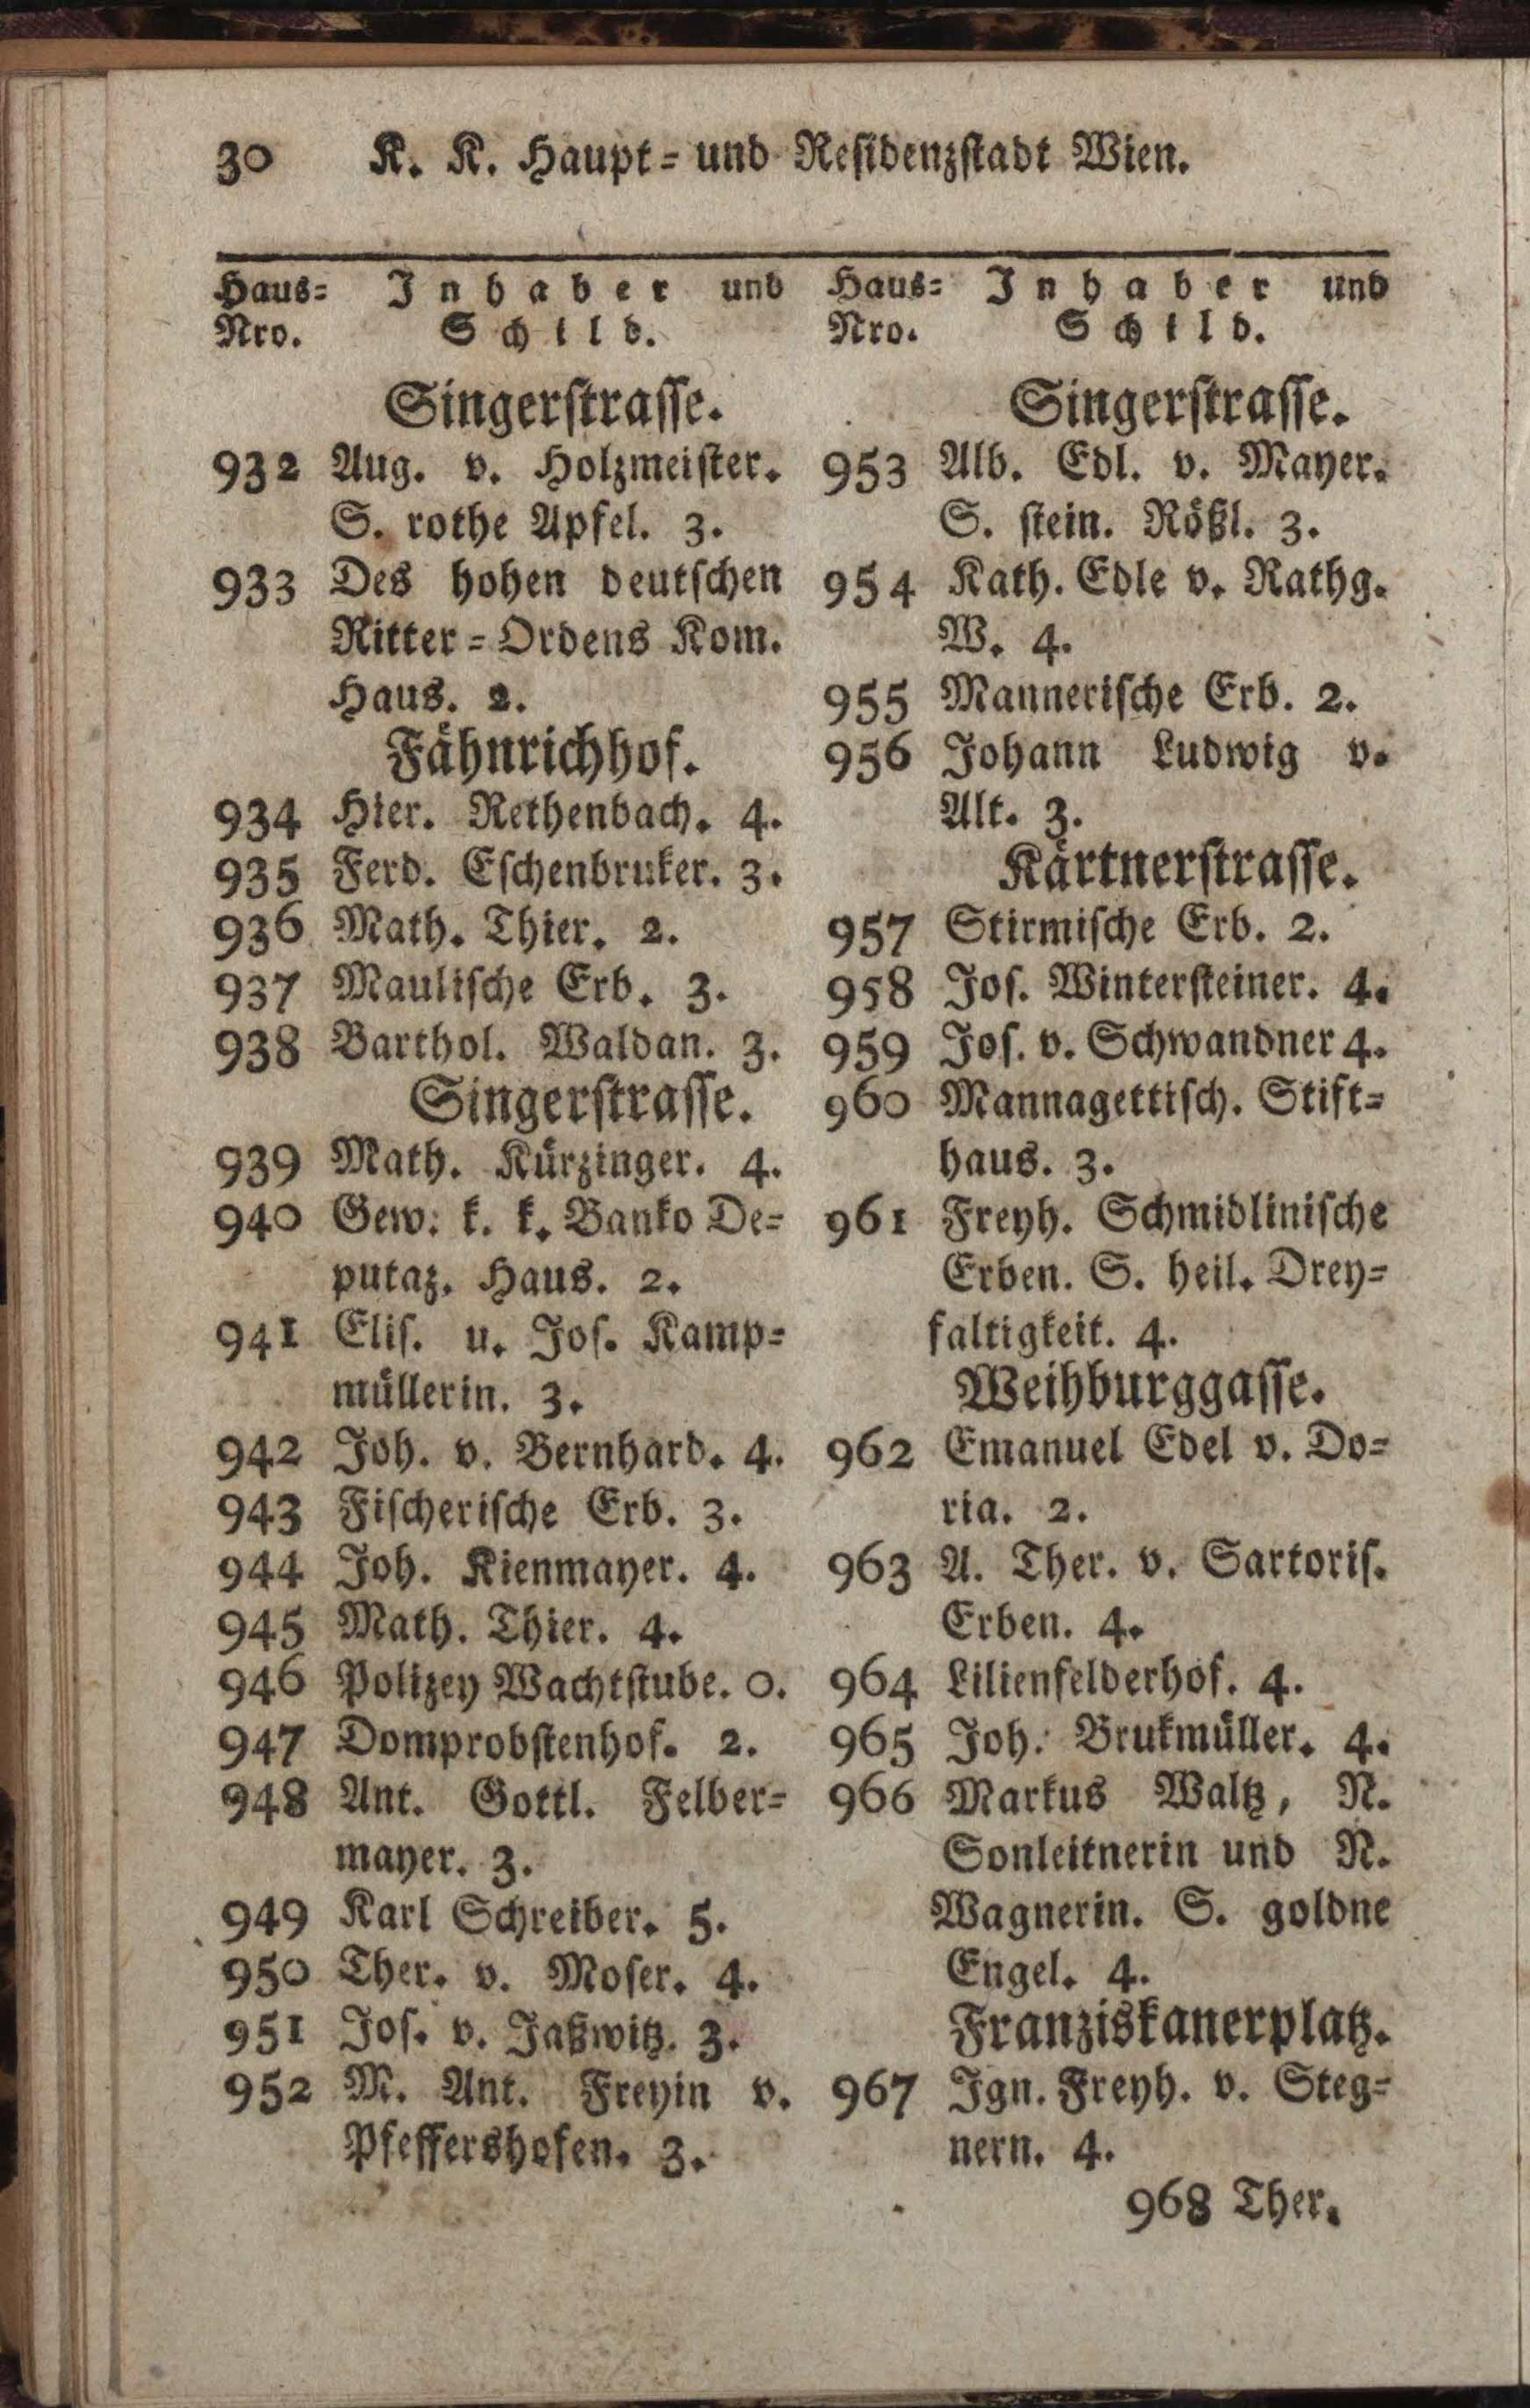 30 K. K. Haupt= und Residenzstadt Wien.
Haus= Inhaber und
Nro. Schild.
Singerstrasse.
932 Aug. v. Holzmeister.
S. rothe Apfel. 3.
933 Des hohen deutschen
Ritter=Ordens Kom.
Haus. 2.
Fähnrichhof.
934 Hier. Rethenbach. 4.
935 Ferd. Eschenbruker. 3.
936 Math. Thier. 2.
937 Maulische Erb. 3.
938 Barthol. Waldan. 3.
Singerstrasse.
939 Math. Kürzinger. 4.
940 Gew. k. k. Banko De=
putaz. Haus. 2.
941 Elis. u. Jos. Kamp=
müllerin. 3.
942 Joh. v. Bernhard. 4.
943 Fischerische Erb. 3.
944 Joh. Kienmayer. 4.
945 Math. Thier. 4.
946 Polizey Wachtstube. 0.
947 Domprobstenhof. 2.
948 Ant. Gottl. Felber=
mayer. 3.
949 Karl Schreiber. 5.
950 Ther. v. Moser. 4.
951 Jos. v. Jaßwitz. 3.
952 M. Ant. Freyin v.
Pfeffershofen. 3.
Haus= Inhaber und
Nro. Schild.
Singerstrasse.
953 Alb. Edl. v. Mayer.
S. stein. Rößl. 3.
954 Kath. Edle v. Rathg.
W. 4.
955 Mannerische Erb. 2.
956 Johann Ludwig v.
Alt. 3.
Kärtnerstrasse.
957 Stirmische Erb. 2.
958 Jos. Wintersteiner. 4.
959 Jos. v. Schwandner 4.
960 Mannagettisch. Stift=
haus. 3.
961 Freyh. Schmidlinische
Erben. S. heil. Drey=
faltigkeit. 4.
Weihburggasse.
962 Emanuel Edel v. Do=
ria. 2.
963 A. Ther. v. Sartoris.
Erben. 4.
964 Lilienfelderhof. 4.
965 Joh. Brukmüller. 4.
966 Markus Waltz, N.
Sonleitnerin und N.
Wagnerin. S. goldne
Engel. 4.
Franziskanerplatz.
967 Ign. Freyh. v. Steg=
nern. 4.
968 Ther.